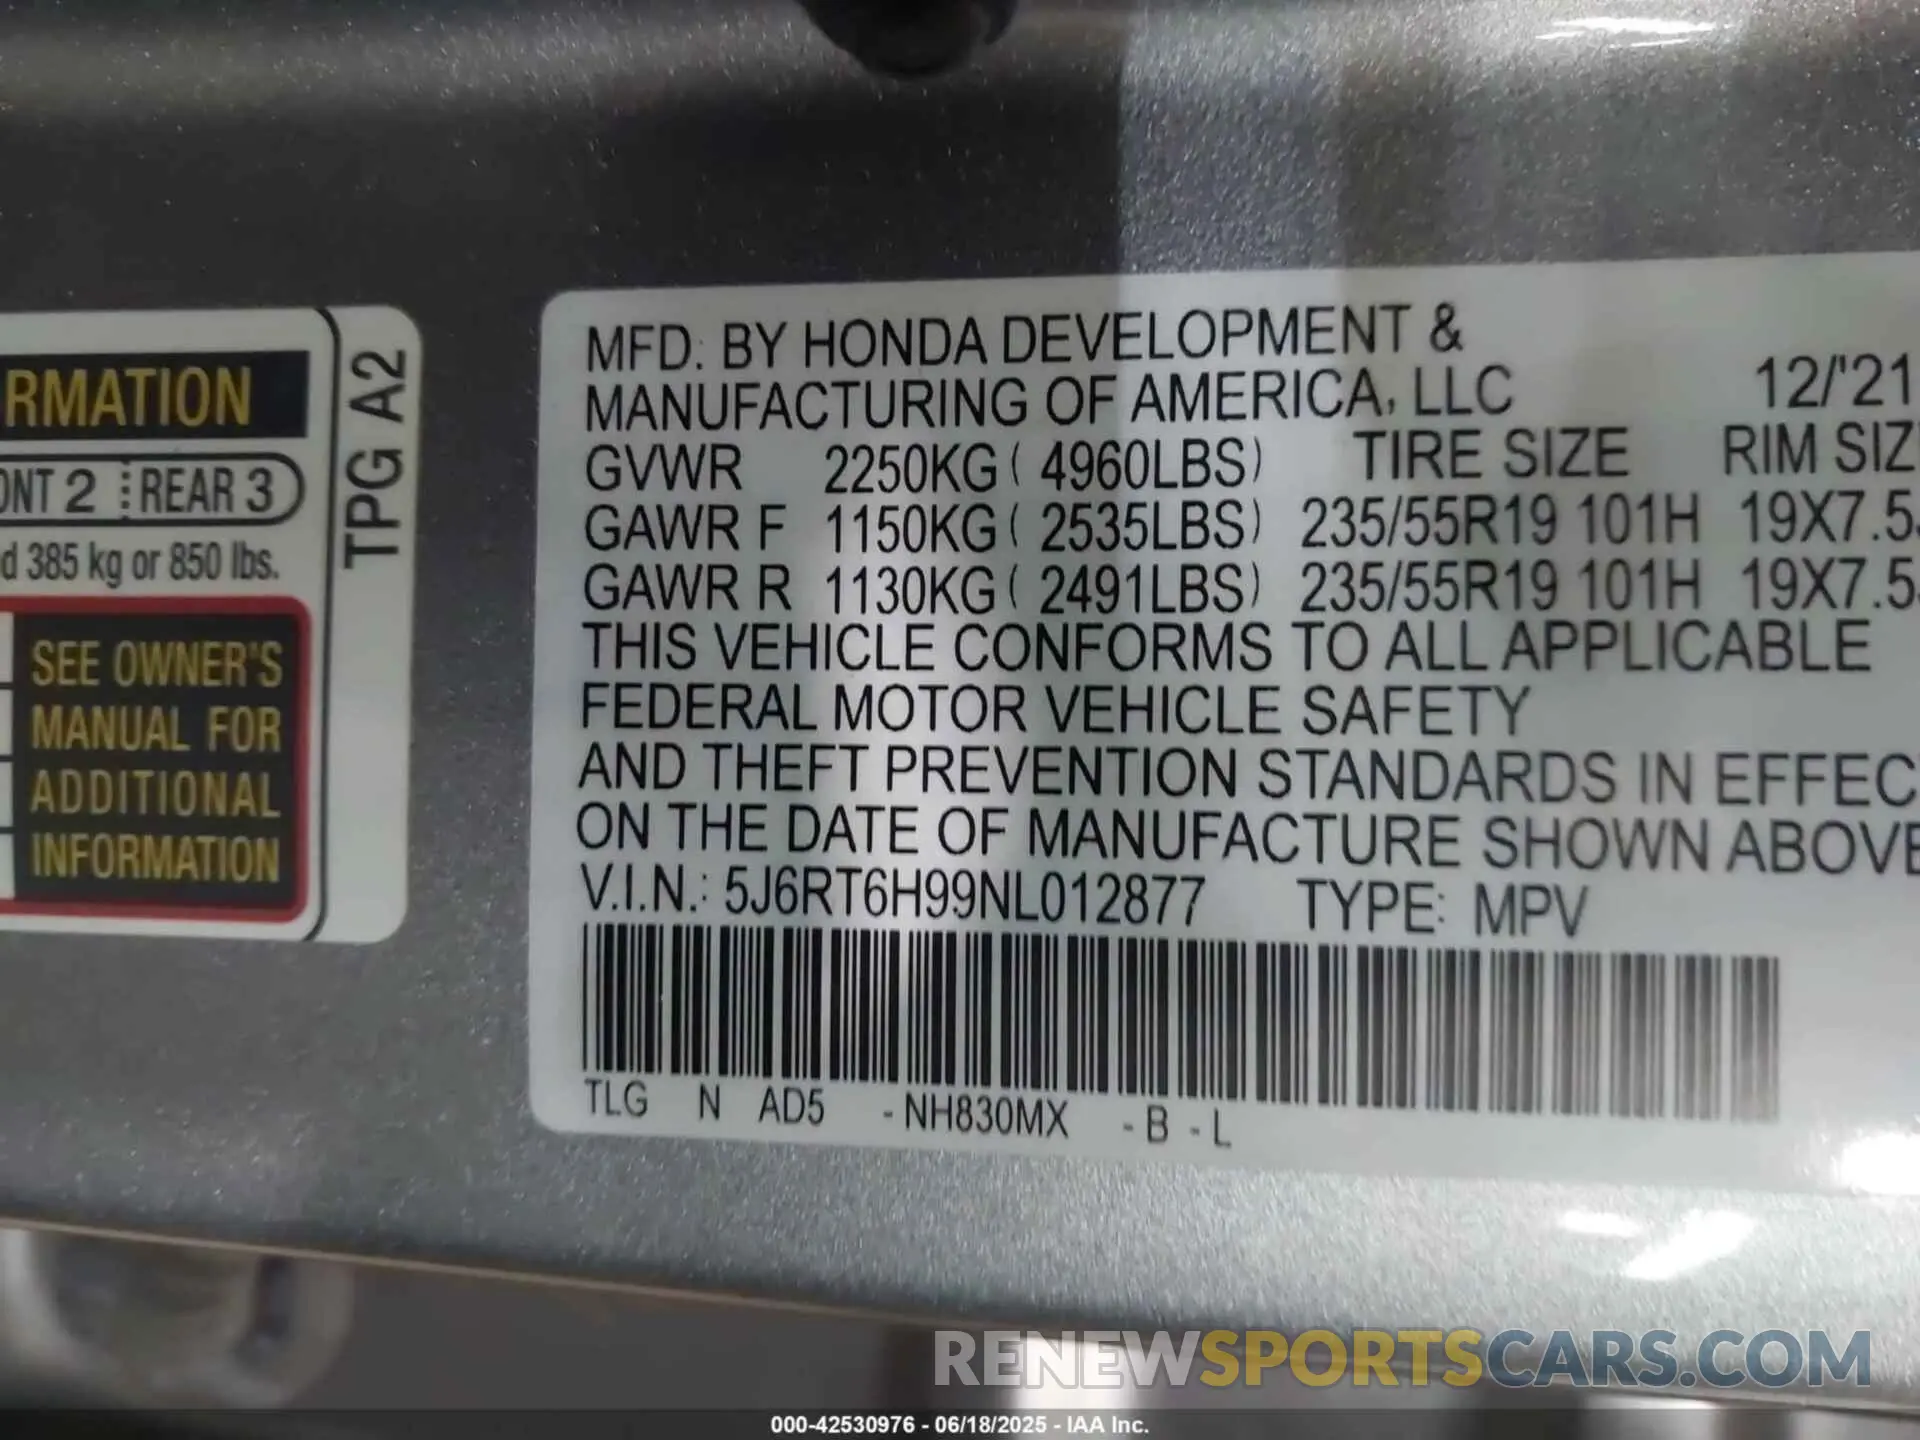 RMATION
ONT 2 REAR 3
d 385 kg or 850 lbs.
SEE OWNER'S
MANUAL FOR
ADDITIONAL
INFORMATION
TPG A2
MFD. BY HONDA DEVELOPMENT &
MANUFACTURING OF AMERICA, LLC 12/'21
GVWR 2250KG ( 4960LBS) TIRE SIZE RIM SIZ
GAWR F 1150KG ( 2535LBS) 235/55R19 101H 19X7.5J
GAWR R 1130KG ( 2491LBS) 235/55R19 101H 19X7.5J
THIS VEHICLE CONFORMS TO ALL APPLICABLE
FEDERAL MOTOR VEHICLE SAFETY
AND THEFT PREVENTION STANDARDS IN EFFEC
ON THE DATE OF MANUFACTURE SHOWN ABOVE
V.I.N.: 5J6RT6H99NL012877 TYPE: MPV
TLG N AD5 - NH830MX - B - L
RENEWSPORTSCARS.COM
000-42530976 - 06/18/2025 - IAA Inc.